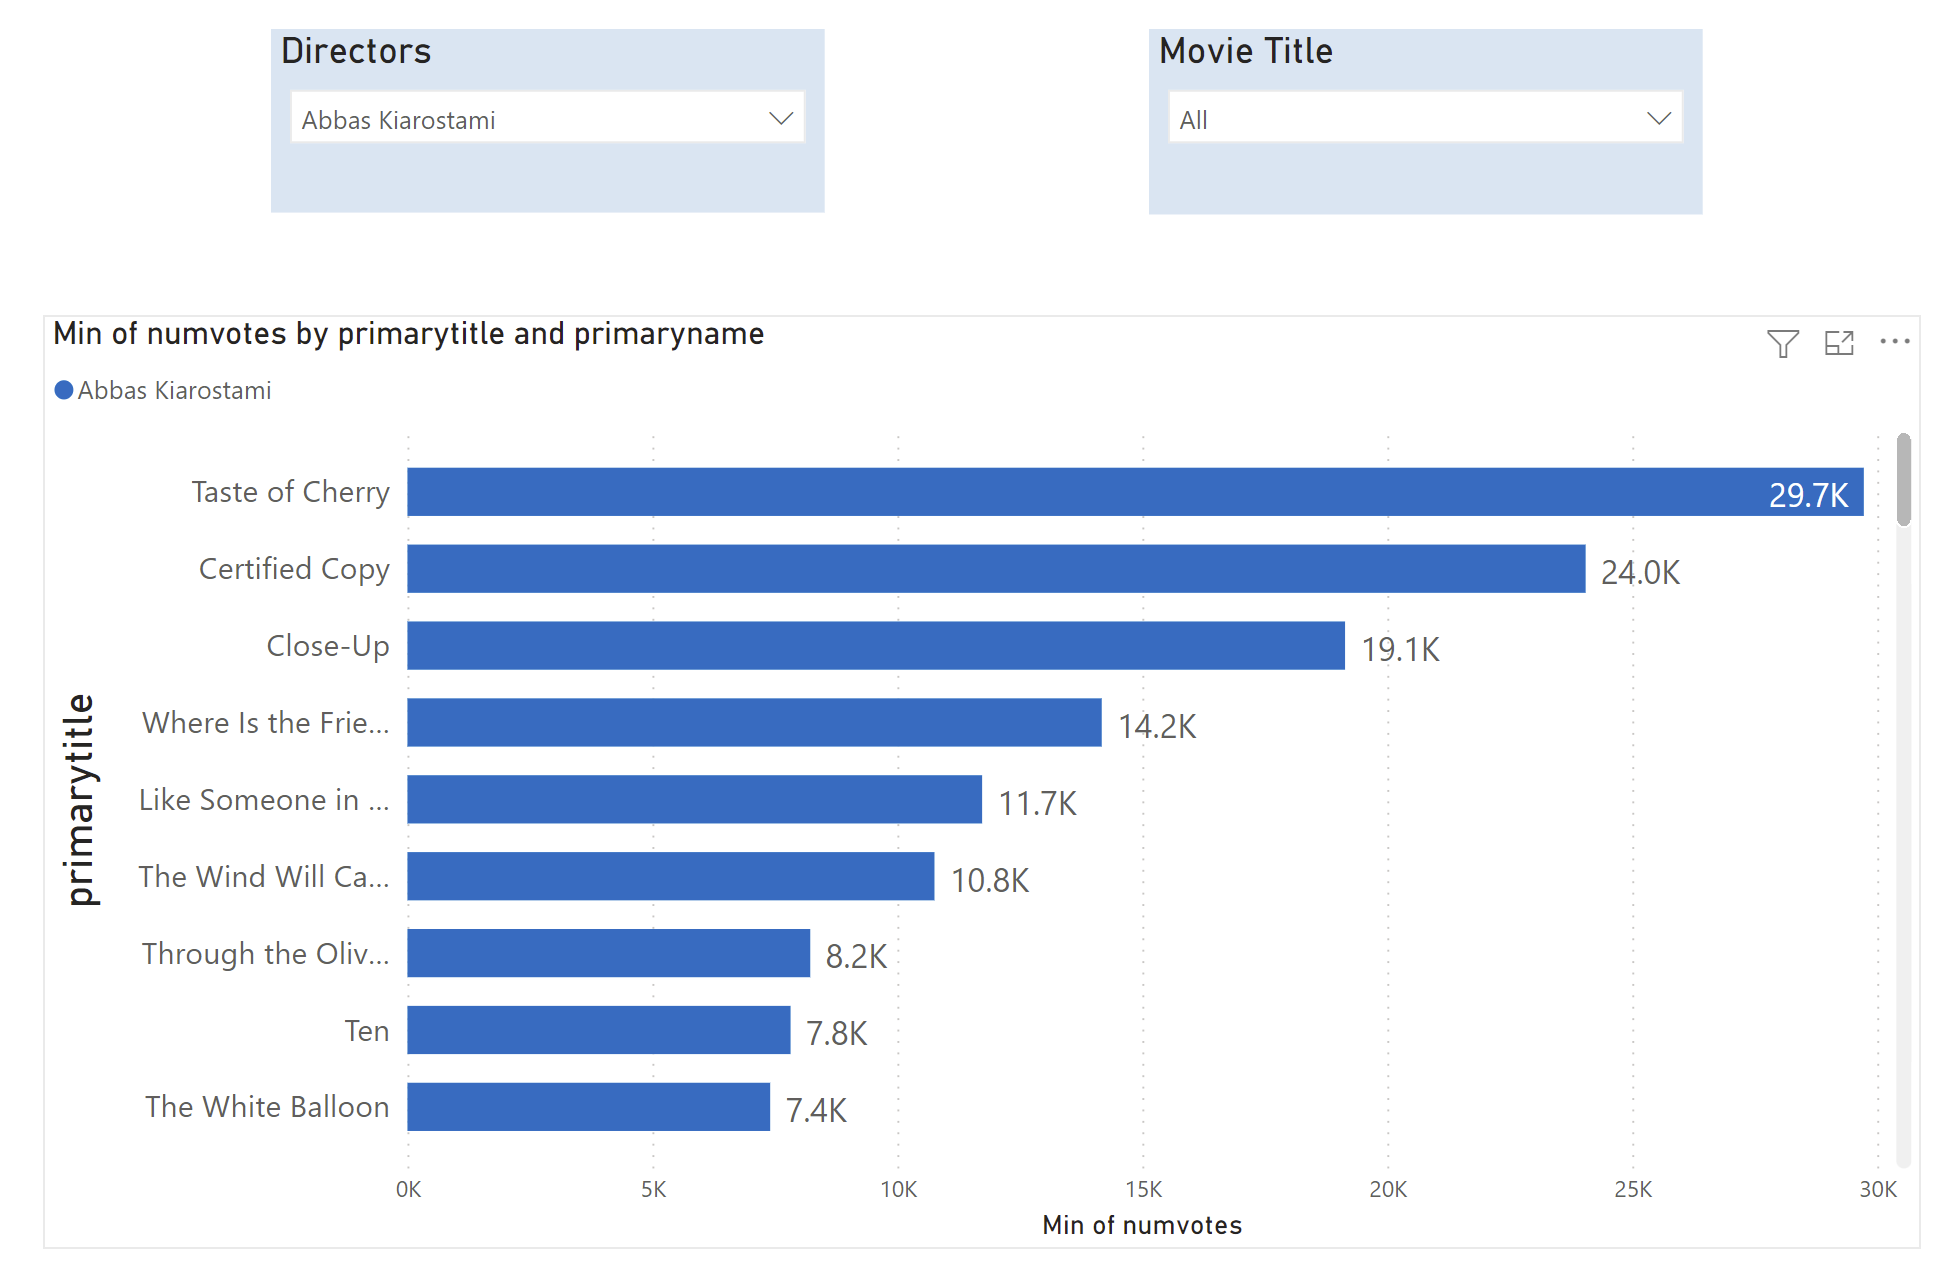 Directors
Abbas Kiarostami
Movie Title
All
Min of numvotes by primarytitle and primaryname
Abbas Kiarostami
primarytitle
Taste of Cherry 29.7K
Certified Copy 24.0K
Close-Up 19.1K
Where Is the Frie... 14.2K
Like Someone in ... 11.7K
The Wind Will Ca... 10.8K
Through the Oliv... 8.2K
Ten 7.8K
The White Balloon 7.4K
0K 5K 10K 15K 20K 25K 30K
Min of numvotes